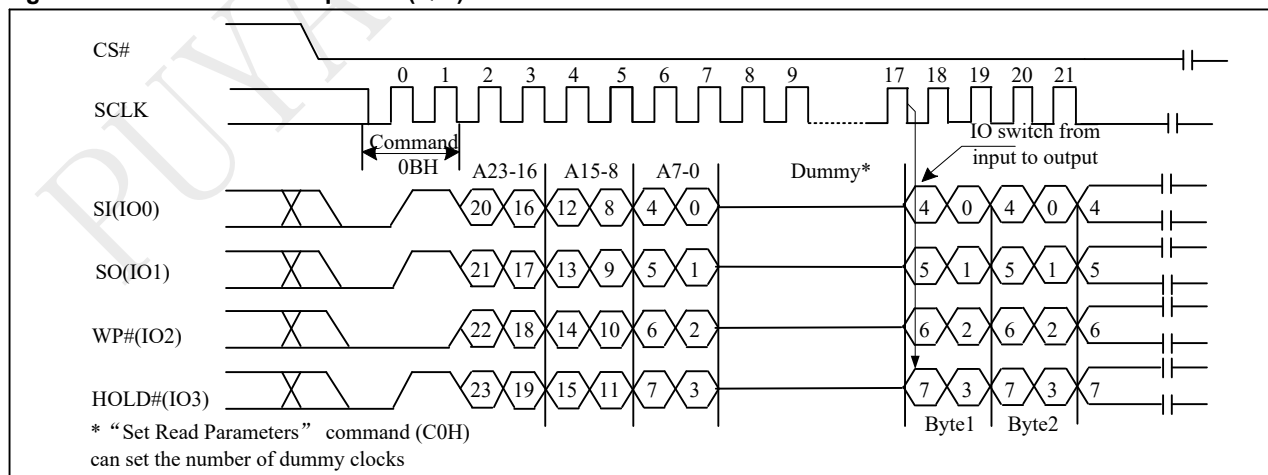 PUYA
CS#
0 1 2 3 4 5 6 7 8 9 17 18 19 20 21
SCLK
Command
0BH
IO switch from
input to output
A23-16 A15-8 A7-0 Dummy*
SI(IO0) 20 16 12 8 4 0 4 0 4 0 4
SO(IO1) 21 17 13 9 5 1 5 1 5 1 5
WP#(IO2) 22 18 14 10 6 2 6 2 6 2 6
HOLD#(IO3) 23 19 15 11 7 3 7 3 7 3 7
Byte1 Byte2
* “Set Read Parameters” command (C0H)
can set the number of dummy clocks